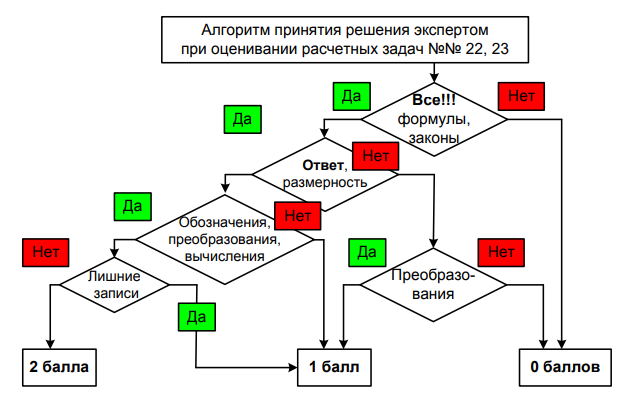 Алгоритм принятия решения экспертом
при оценивании расчетных задач №№ 22, 23
Да
Все!!!
формулы,
законы
Нет
Да
Ответ,
размерность
Нет
Да
Обозначения,
преобразования,
вычисления
Нет
Да
Преобразо-
вания
Нет
Нет
Лишние
записи
Да
2 балла
1 балл
0 баллов